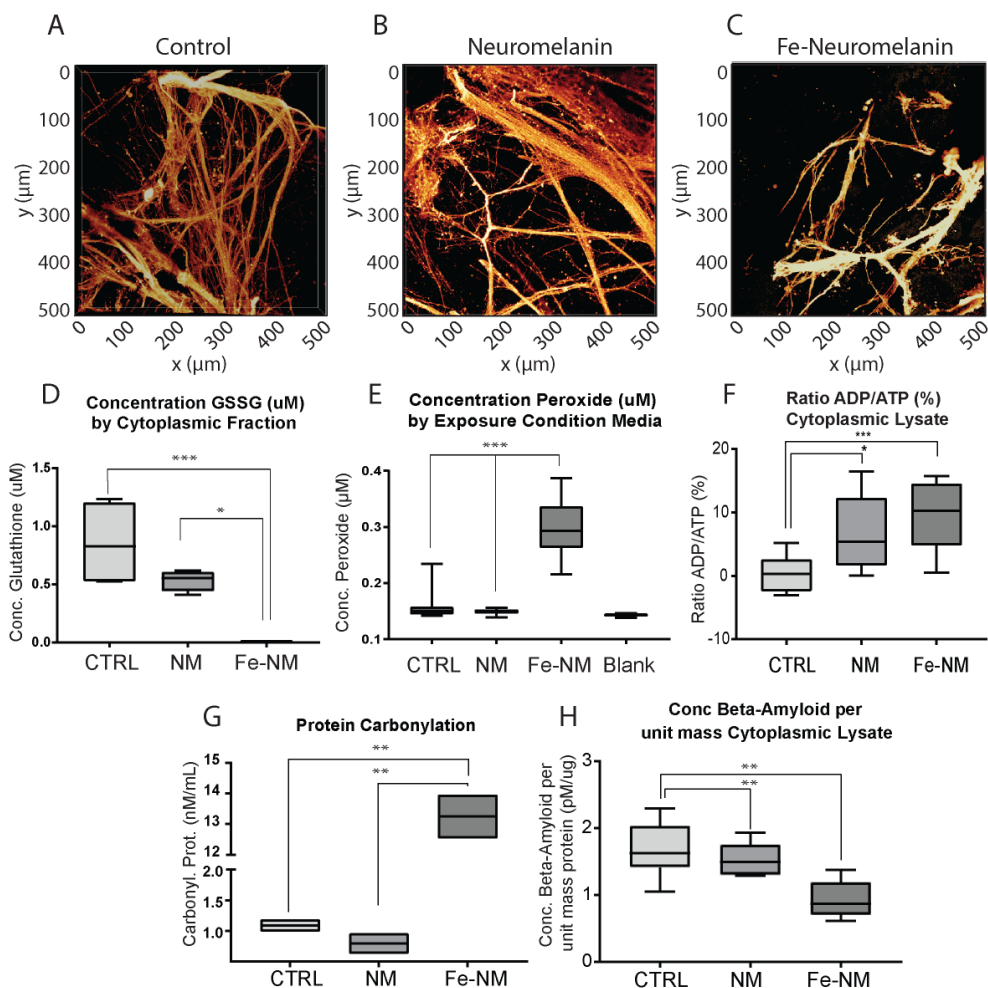 A
Control
B
Neuromelanin
C
Fe-Neuromelanin
0
100
200
300
400
500
y (µm)
0
100
200
300
400
500
x (µm)
0
100
200
300
400
500
y (µm)
0
100
200
300
400
500
x (µm)
0
100
200
300
400
500
y (µm)
0
100
200
300
400
500
x (µm)
D
Concentration GSSG (uM)
by Cytoplasmic Fraction
Conc. Glutathione (uM)
1.5
1.0
0.5
0.0
***
*
CTRL NM Fe-NM
E
Concentration Peroxide (uM)
by Exposure Condition Media
Conc. Peroxide (µM)
0.4
0.3
0.2
0.1
***
CTRL NM Fe-NM Blank
F
Ratio ADP/ATP (%)
Cytoplasmic Lysate
Ratio ADP/ATP (%)
20
10
0
-10
***
*
CTRL NM Fe-NM
G
Protein Carbonylation
Carbonyl. Prot. (nM/mL)
15
14
13
12
2.0
1.5
1.0
**
**
CTRL NM Fe-NM
H
Conc Beta-Amyloid per
unit mass Cytoplasmic Lysate
Conc. Beta-Amyloid per
unit mass protein (pM/ug)
3
2
1
0
**
**
CTRL NM Fe-NM